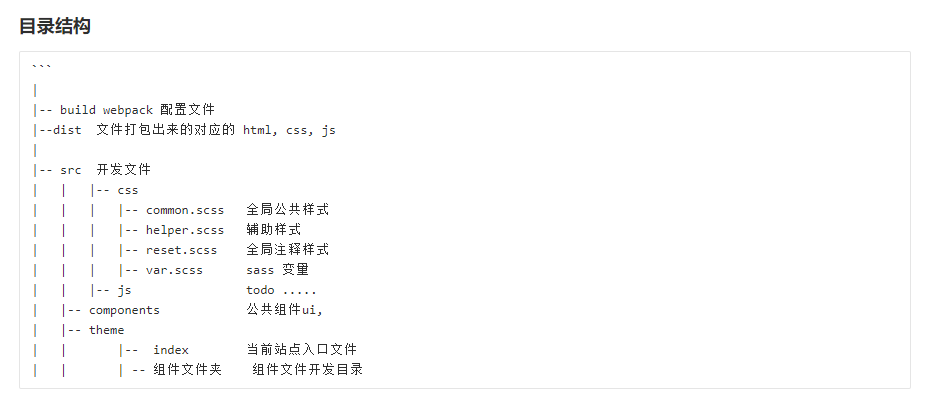 目录结构
```
|
|-- build webpack 配置文件
|--dist  文件打包出来的对应的 html, css, js
|
|-- src  开发文件
|   |   |-- css
|   |   |   |-- common.scss   全局公共样式
|   |   |   |-- helper.scss   辅助样式
|   |   |   |-- reset.scss    全局注释样式
|   |   |   |-- var.scss      sass 变量
|   |   |-- js                todo .....
|   |-- components            公共组件ui,
|   |-- theme
|   |       |--  index        当前站点入口文件
|   |       | -- 组件文件夹    组件文件开发目录